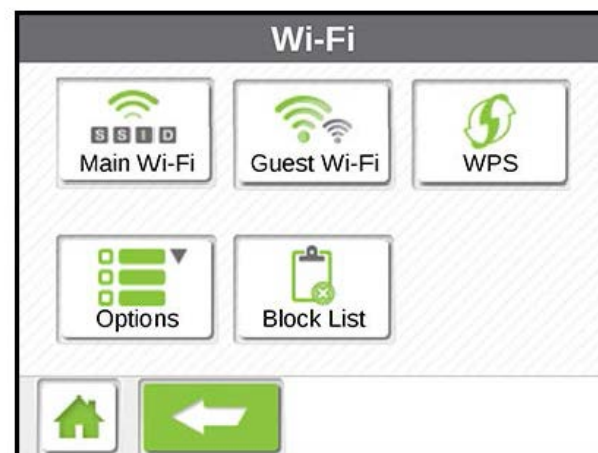 Wi-Fi
SSID
Main Wi-Fi
Guest Wi-Fi
WPS
Options
Block List